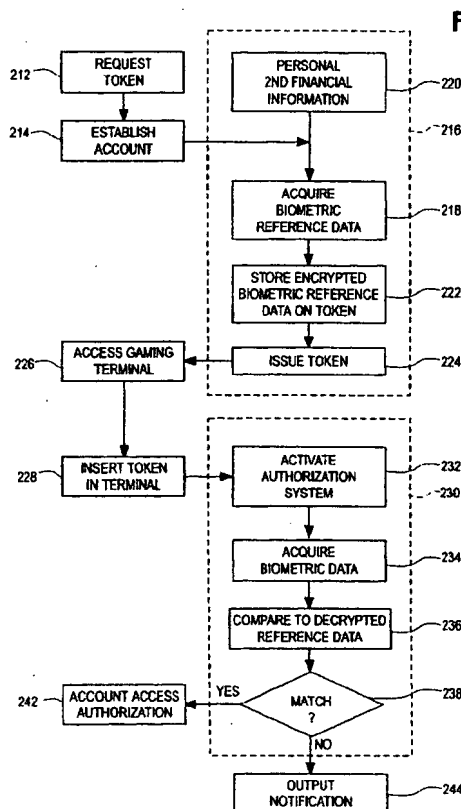 F
212
REQUEST
TOKEN
PERSONAL
2ND FINANCIAL
INFORMATION
220
216
214
ESTABLISH
ACCOUNT
ACQUIRE
BIOMETRIC
REFERENCE DATA
218
STORE ENCRYPTED
BIOMETRIC REFERENCE
DATA ON TOKEN
222
226
ACCESS GAMING
TERMINAL
ISSUE TOKEN
224
228
INSERT TOKEN
IN TERMINAL
ACTIVATE
AUTHORIZATION
SYSTEM
232
230
ACQUIRE
BIOMETRIC DATA
234
COMPARE TO DECRYPTED
REFERENCE DATA
236
242
ACCOUNT ACCESS
AUTHORIZATION
YES
MATCH
?
238
NO
OUTPUT
NOTIFICATION
244